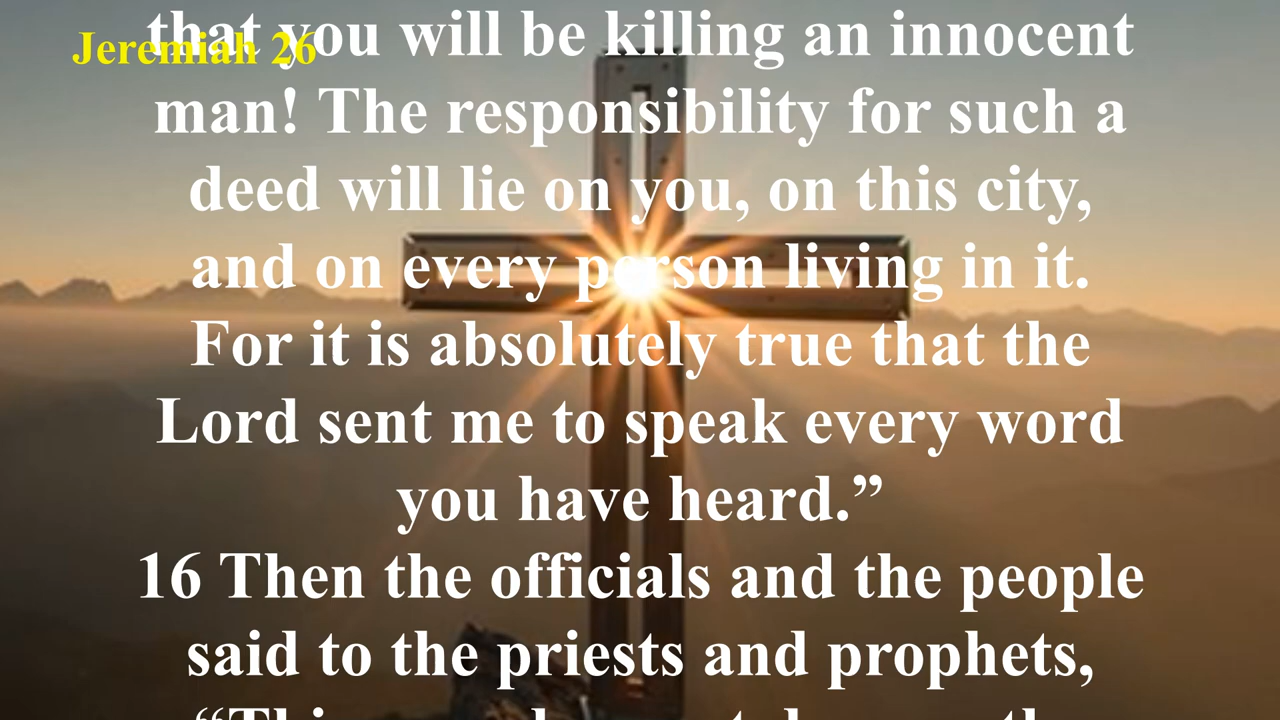 Jeremiah 26
that you will be killing an innocent
man! The responsibility for such a
deed will lie on you, on this city,
and on every person living in it.
For it is absolutely true that the
Lord sent me to speak every word
you have heard.”
16 Then the officials and the people
said to the priests and prophets,
“This